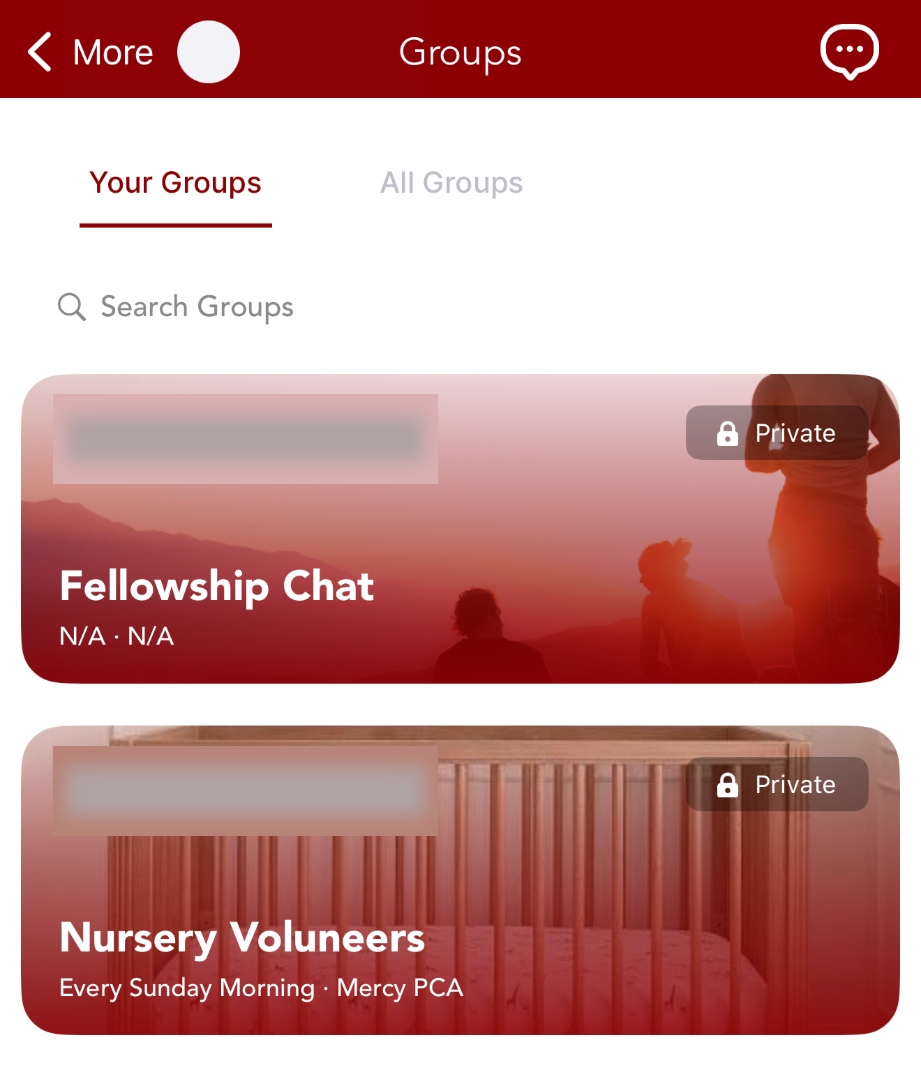 More
Groups
Your Groups
All Groups
Search Groups
Private
Fellowship Chat
N/A · N/A
Private
Nursery Voluneers
Every Sunday Morning · Mercy PCA